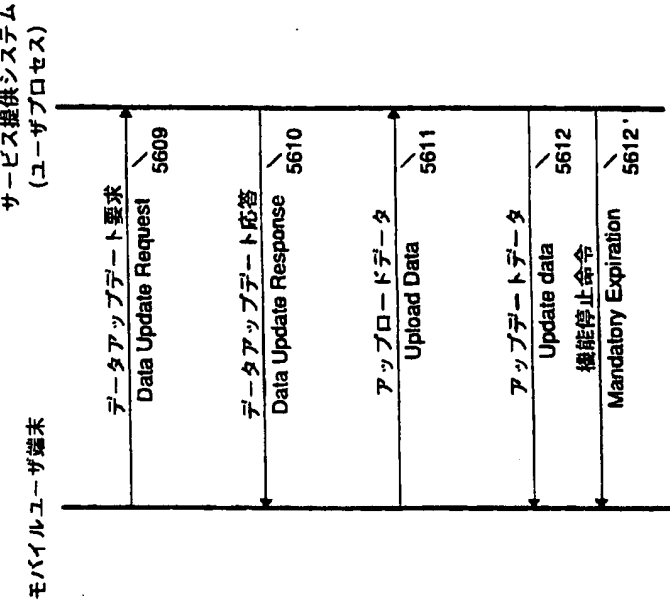 モバイルユーザ端末
サービス提供システム
(ユーザプロセス)
データアップデート要求
Data Update Request
5609
データアップデート応答
Data Update Response
5610
アップロードデータ
Upload Data
5611
アップデートデータ
Update data
5612
機能停止命令
Mandatory Expiration
5612'